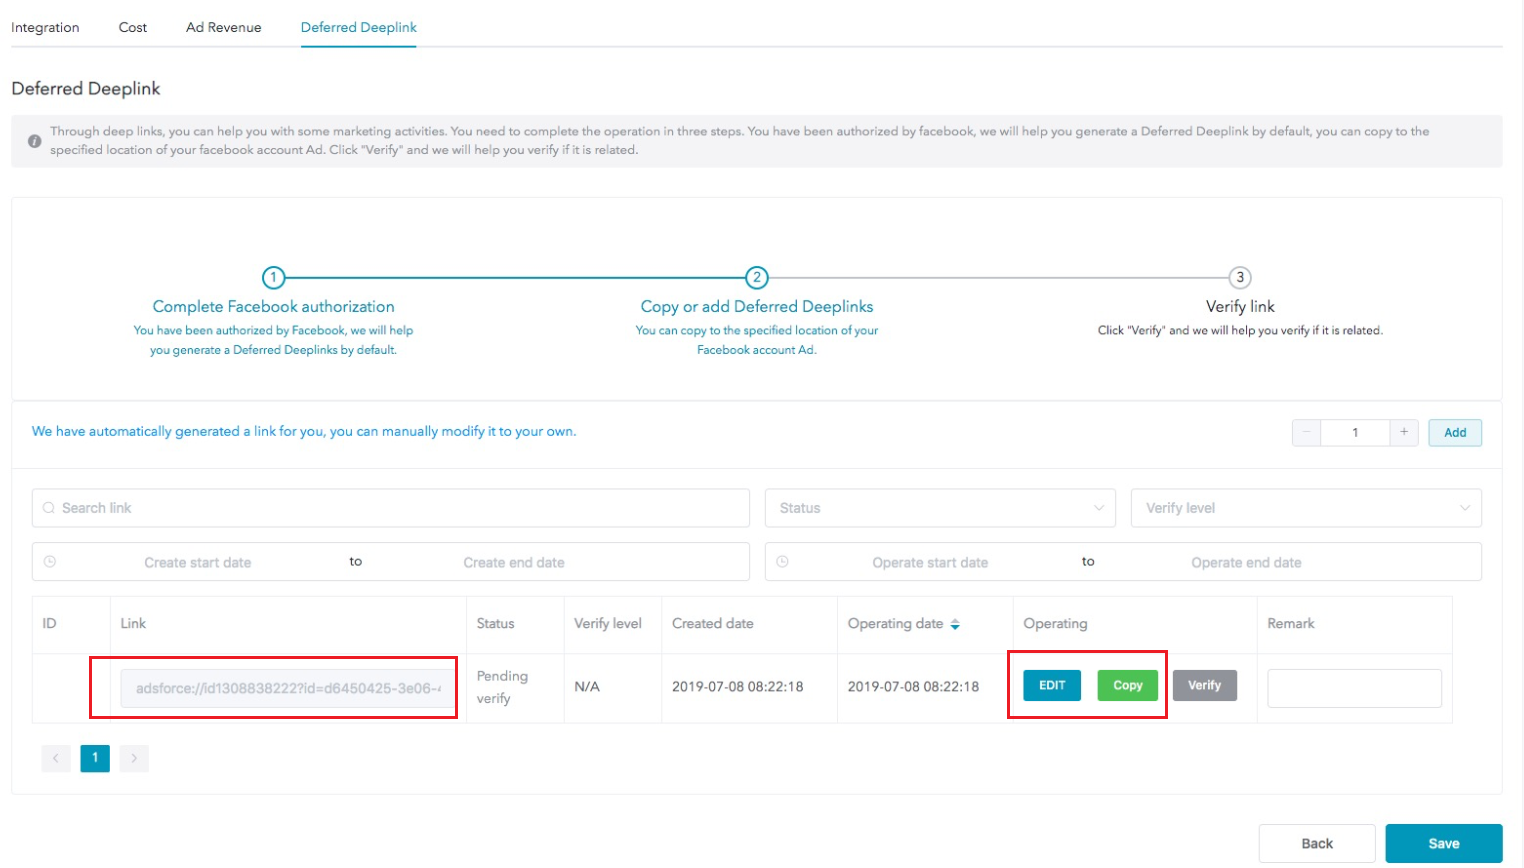 Integration Cost Ad Revenue Deferred Deeplink
Deferred Deeplink
Through deep links, you can help you with some marketing activities. You need to complete the operation in three steps. You have been authorized by facebook, we will help you generate a Deferred Deeplink by default, you can copy to the
specified location of your facebook account Ad. Click "Verify" and we will help you verify if it is related.
1 2 3
Complete Facebook authorization Copy or add Deferred Deeplinks Verify link
You have been authorized by Facebook, we will help You can copy to the specified location of your Click "Verify" and we will help you verify if it is related.
you generate a Deferred Deeplinks by default. Facebook account Ad.
We have automatically generated a link for you, you can manually modify it to your own. − 1 + Add
Search link Status Verify level
Create start date to Create end date Operate start date to Operate end date
ID Link Status Verify level Created date Operating date Operating Remark
adsforce://id1308838222?id=d6450425-3e06- Pending verify N/A 2019-07-08 08:22:18 2019-07-08 08:22:18 EDIT Copy Verify
< 1 >
Back Save